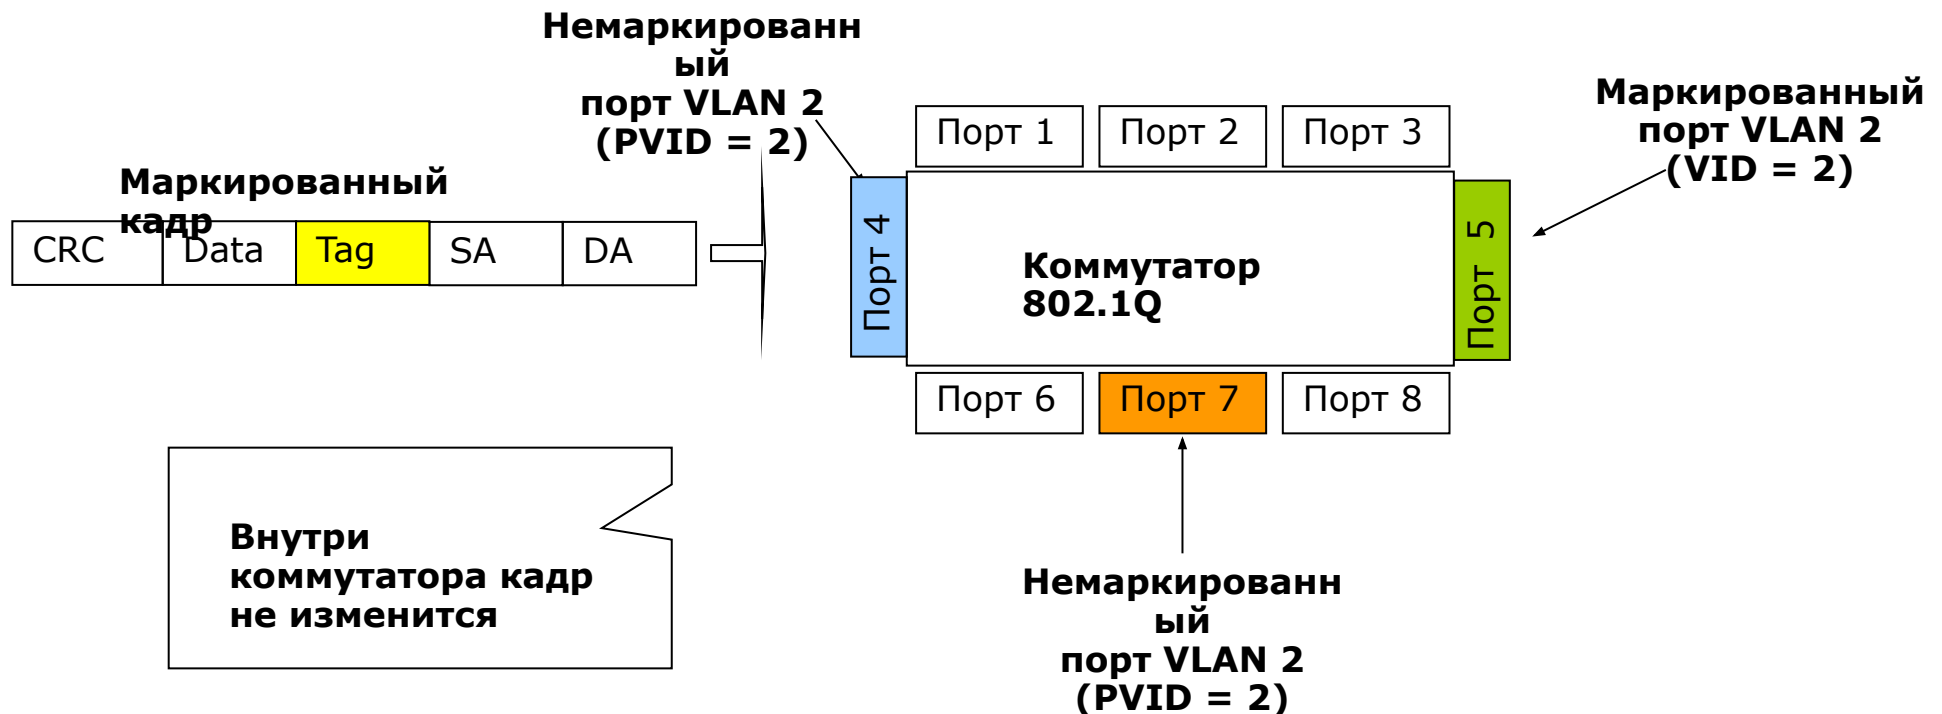 Немаркированн
ый
порт VLAN 2
(PVID = 2)
Маркированный
порт VLAN 2
(VID = 2)
Порт 1
Порт 2
Порт 3
Маркированный
кадр
CRC
Data
Tag
SA
DA
Порт 4
Коммутатор
802.1Q
Порт 5
Порт 6
Порт 7
Порт 8
Внутри
коммутатора кадр
не изменится
Немаркированн
ый
порт VLAN 2
(PVID = 2)